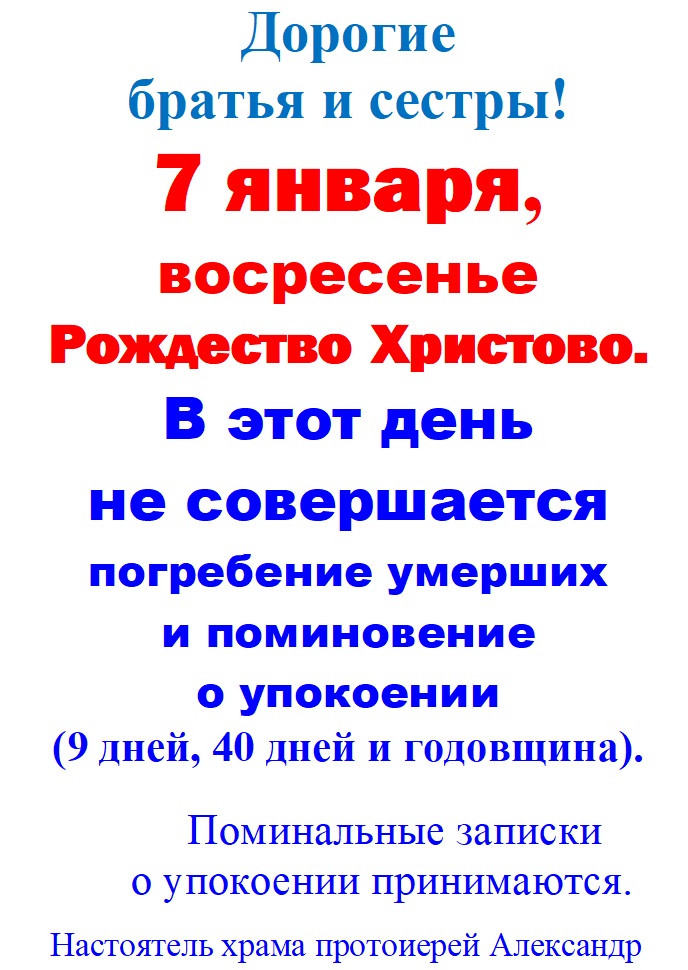 Дорогие
братья и сестры!
7 января,
восресенье
Рождество Христово.
В этот день
не совершается
погребение умерших
и поминовение
о упокоении
(9 дней, 40 дней и годовщина).
Поминальные записки
о упокоении принимаются.
Настоятель храма протоиерей Александр